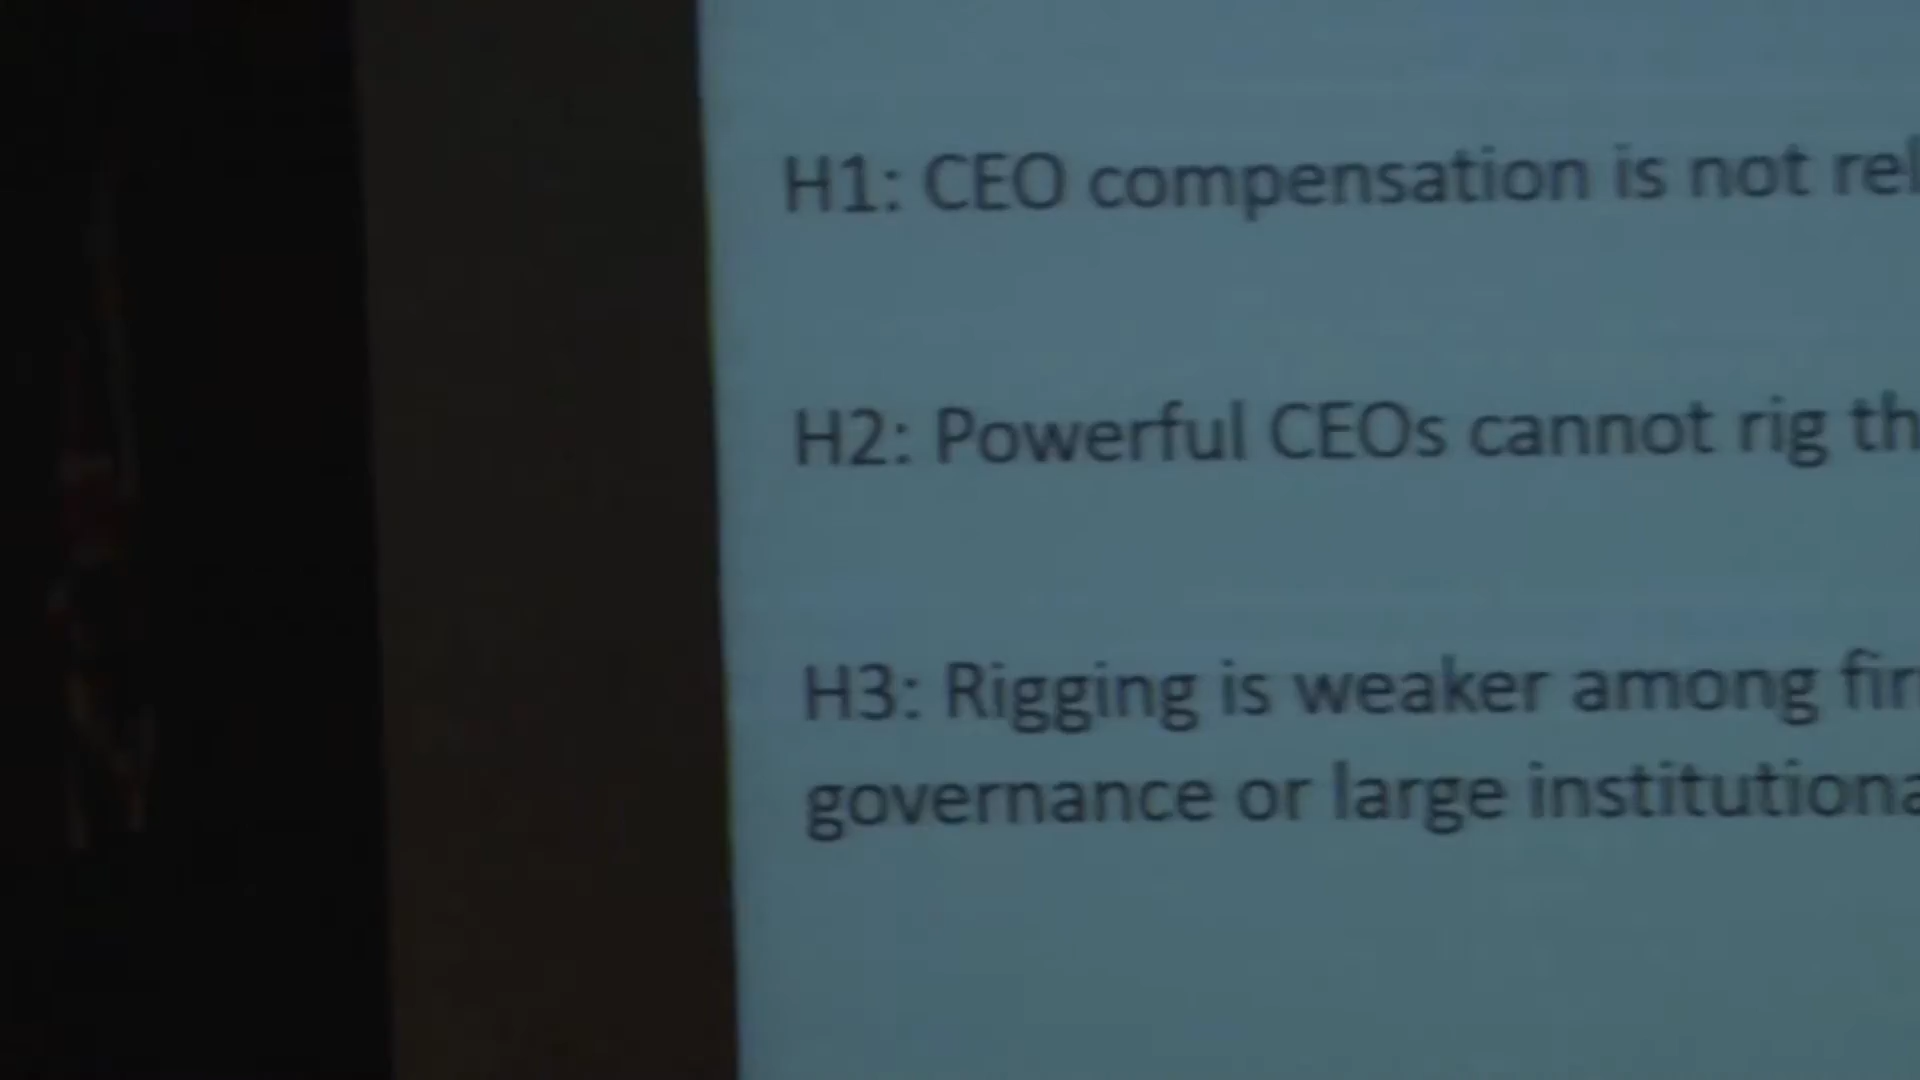 H1: CEO compensation is not rel
H2: Powerful CEOs cannot rig th
H3: Rigging is weaker among fir
governance or large institutiona